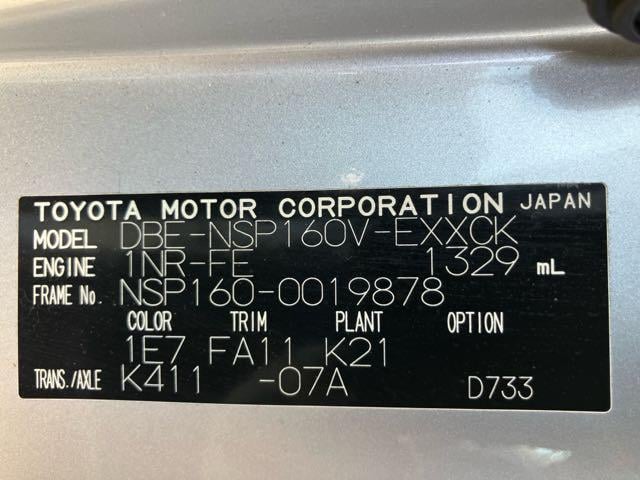 TOYOTA MOTOR CORPORATION JAPAN
MODEL DBE-NSP160V-EXXCK
ENGINE 1NR-FE 1329 mL
FRAME No. NSP160-0019878
COLOR TRIM PLANT OPTION
1E7 FA11 K21
TRANS./AXLE K411 -07A D733